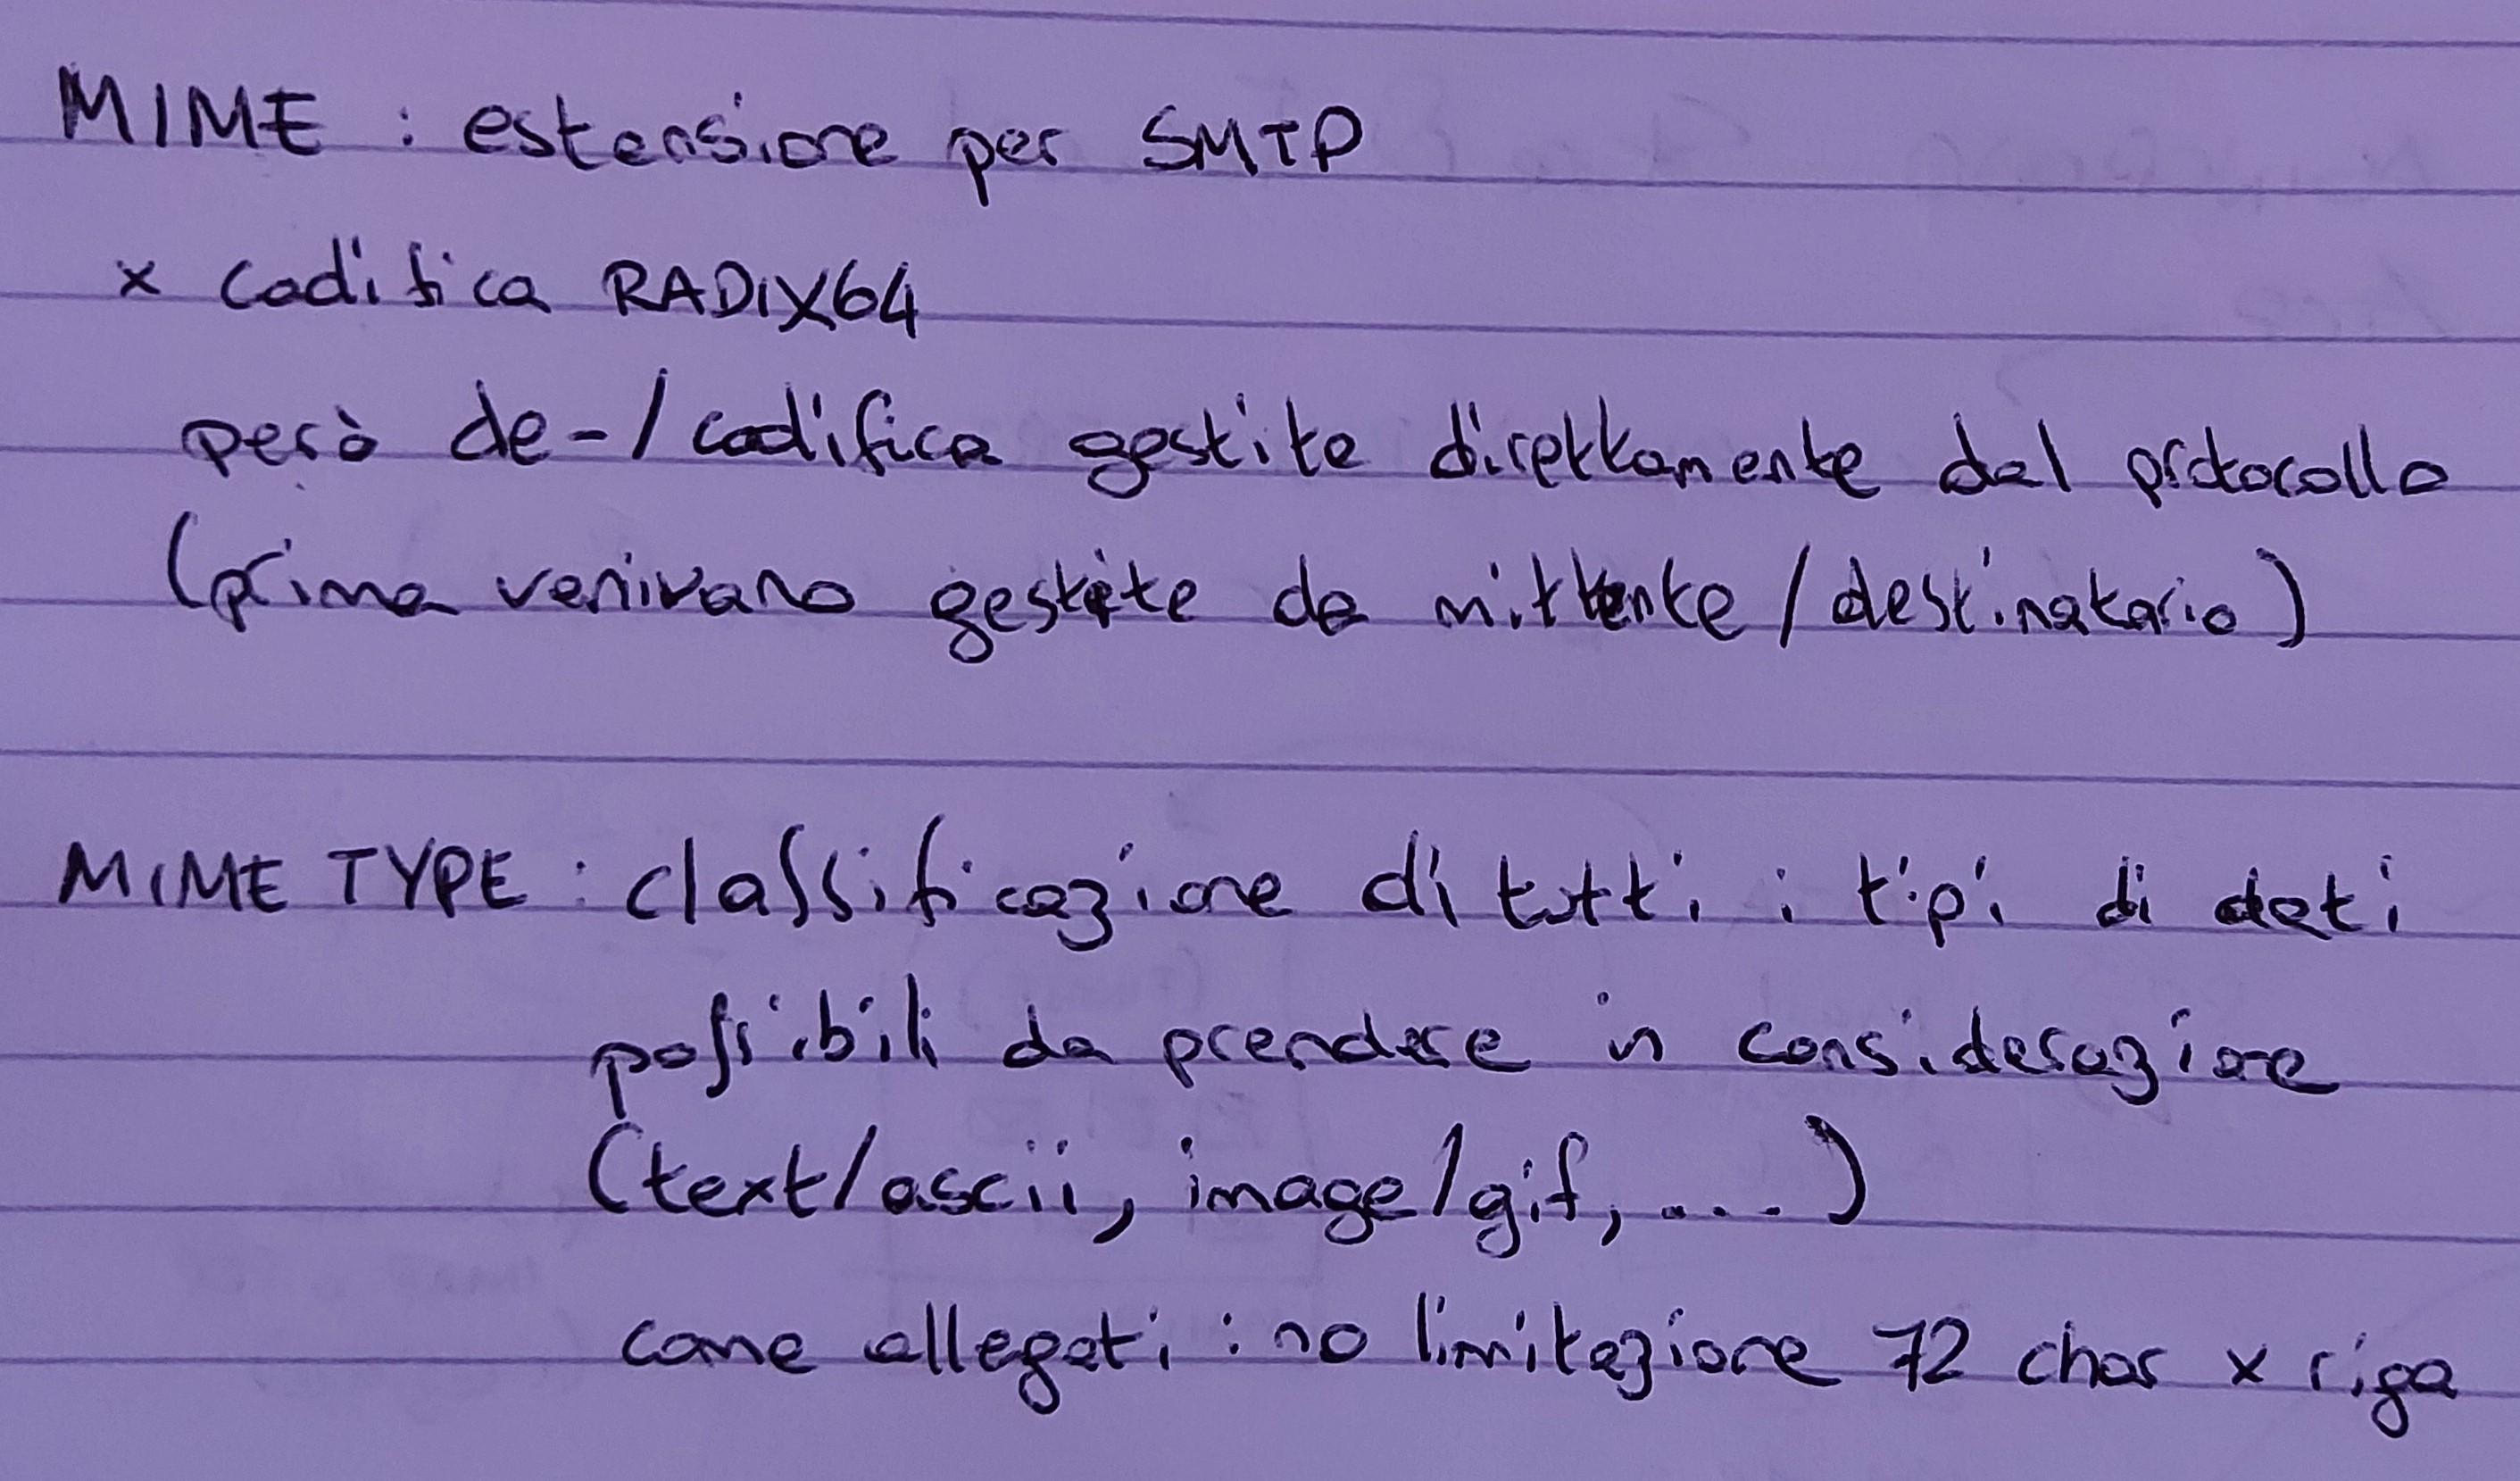 MIME : estensione per SMTP
x codifica RADIX64
però de-/codifica gestite direttamente dal protocollo
(prima venivano gestite da mittente/destinatario)
MIME TYPE : classificazione di tutti i tipi di dati
possibili da prendere in considerazione
(text/ascii, image/gif, ....)
come allegati : no limitazione 72 char x riga